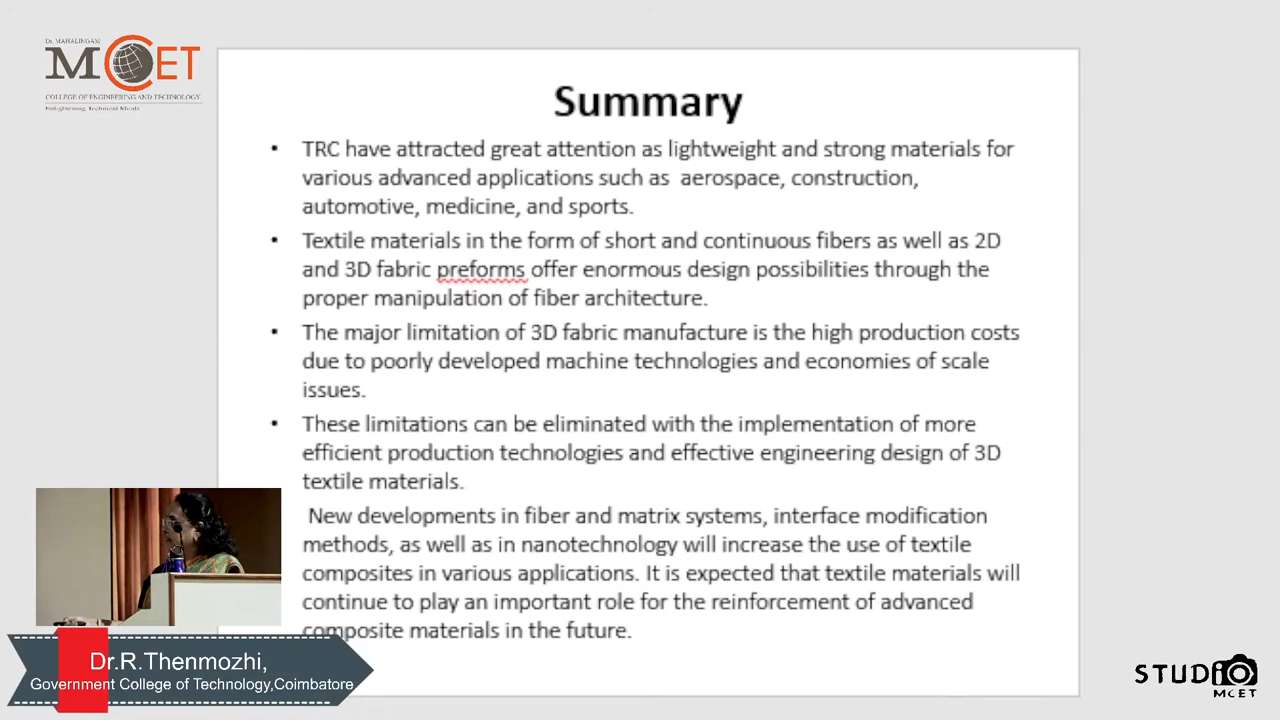 Dr. MAHALINGAM
MCET
COLLEGE OF ENGINEERING AND TECHNOLOGY
Enlightening Technical Minds
Summary
• TRC have attracted great attention as lightweight and strong materials for
various advanced applications such as aerospace, construction,
automotive, medicine, and sports.
• Textile materials in the form of short and continuous fibers as well as 2D
and 3D fabric preforms offer enormous design possibilities through the
proper manipulation of fiber architecture.
• The major limitation of 3D fabric manufacture is the high production costs
due to poorly developed machine technologies and economies of scale
issues.
• These limitations can be eliminated with the implementation of more
efficient production technologies and effective engineering design of 3D
textile materials.
New developments in fiber and matrix systems, interface modification
methods, as well as in nanotechnology will increase the use of textile
composites in various applications. It is expected that textile materials will
continue to play an important role for the reinforcement of advanced
composite materials in the future.
Dr.R.Thenmozhi,
Government College of Technology,Coimbatore
STUDIO
MCET